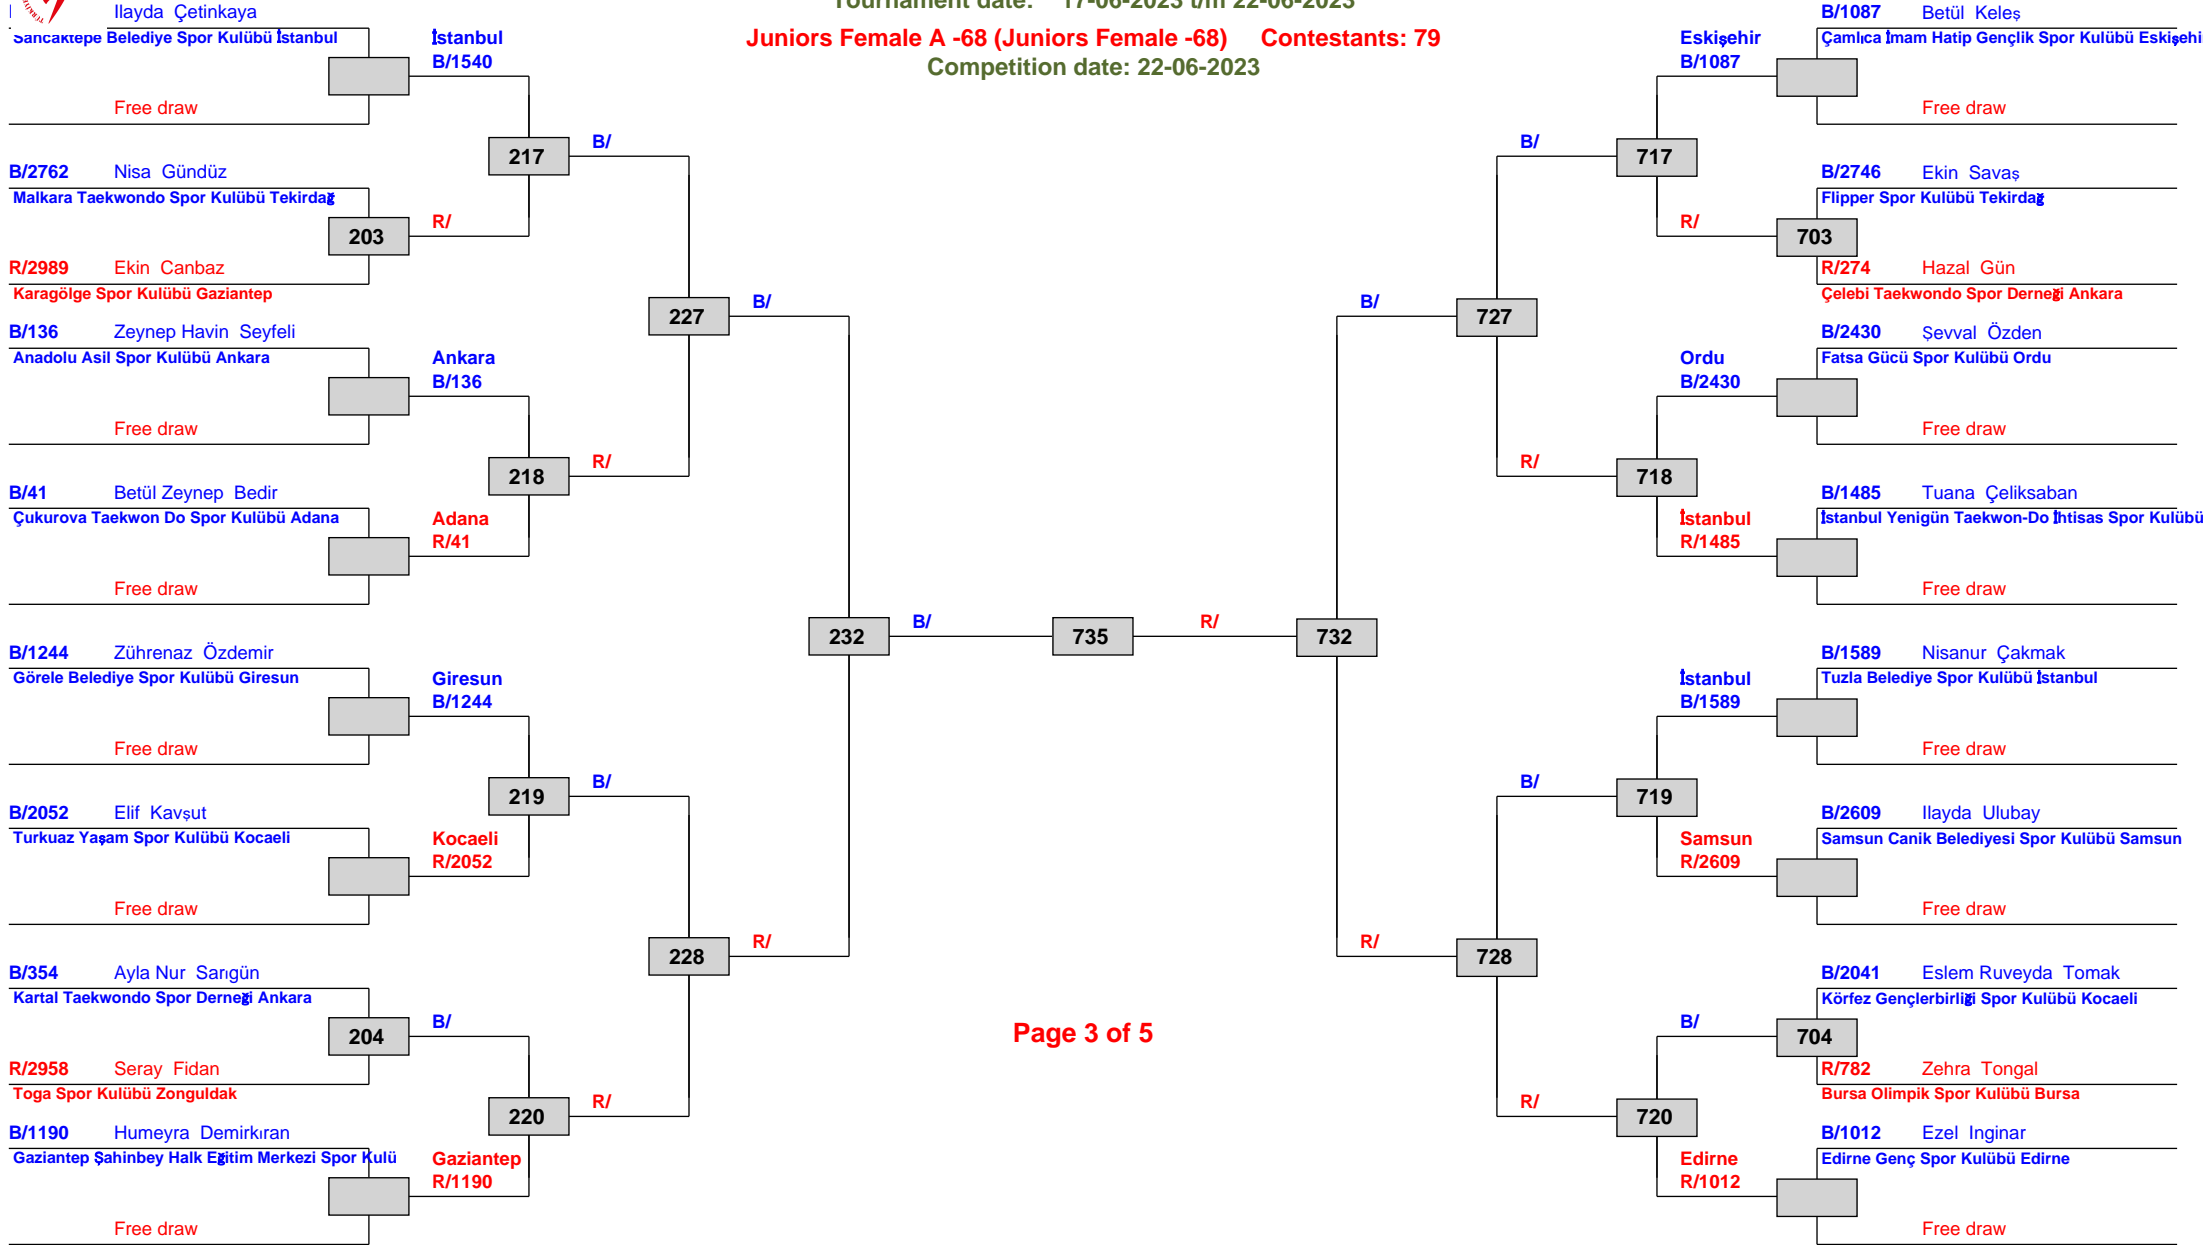 Tournament date: 17-06-2023 t/m 22-06-2023
Juniors Female A -68 (Juniors Female -68) Contestants: 79
Competition date: 22-06-2023
Ilayda Çetinkaya
Sancaktepe Belediye Spor Kulübü İstanbul
Free draw
İstanbul
B/1540
B/2762 Nisa Gündüz
Malkara Taekwondo Spor Kulübü Tekirdağ
203
R/
R/2989 Ekin Canbaz
Karagölge Spor Kulübü Gaziantep
217
B/
B/136 Zeynep Havin Seyfeli
Anadolu Asil Spor Kulübü Ankara
Free draw
Ankara
B/136
B/41 Betül Zeynep Bedir
Çukurova Taekwon Do Spor Kulübü Adana
Free draw
Adana
R/41
218
R/
227
B/
B/1244 Zührenaz Özdemir
Görele Belediye Spor Kulübü Giresun
Free draw
Giresun
B/1244
B/2052 Elif Kavşut
Turkuaz Yaşam Spor Kulübü Kocaeli
Free draw
Kocaeli
R/2052
219
B/
B/354 Ayla Nur Sarıgün
Kartal Taekwondo Spor Derneği Ankara
204
B/
R/2958 Seray Fidan
Toga Spor Kulübü Zonguldak
B/1190 Humeyra Demirkıran
Gaziantep Şahinbey Halk Eğitim Merkezi Spor Kulü
Free draw
Gaziantep
R/1190
220
R/
228
R/
232
B/
735
R/
732
Page 3 of 5
B/1087 Betül Keleş
Çamlıca İmam Hatip Gençlik Spor Kulübü Eskişehi
Free draw
Eskişehir
B/1087
B/2746 Ekin Savaş
Flipper Spor Kulübü Tekirdağ
703
R/
R/274 Hazal Gün
Çelebi Taekwondo Spor Derneği Ankara
717
B/
B/2430 Şevval Özden
Fatsa Gücü Spor Kulübü Ordu
Free draw
Ordu
B/2430
B/1485 Tuana Çeliksaban
İstanbul Yenigün Taekwon-Do İhtisas Spor Kulübü
Free draw
İstanbul
R/1485
718
R/
727
B/
B/1589 Nisanur Çakmak
Tuzla Belediye Spor Kulübü İstanbul
Free draw
İstanbul
B/1589
B/2609 Ilayda Ulubay
Samsun Canik Belediyesi Spor Kulübü Samsun
Free draw
Samsun
R/2609
719
B/
B/2041 Eslem Ruveyda Tomak
Körfez Gençlerbirliği Spor Kulübü Kocaeli
704
B/
R/782 Zehra Tongal
Bursa Olimpik Spor Kulübü Bursa
B/1012 Ezel Inginar
Edirne Genç Spor Kulübü Edirne
Free draw
Edirne
R/1012
720
R/
728
R/